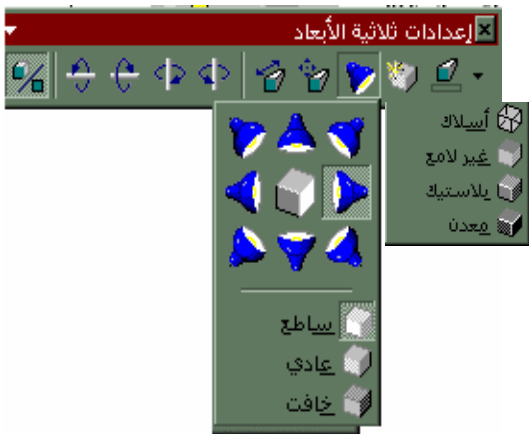 إعدادات ثلاثية الأبعاد
أسلاك
غير لامع
بلاستيك
معدن
ساطع
عادي
خافت